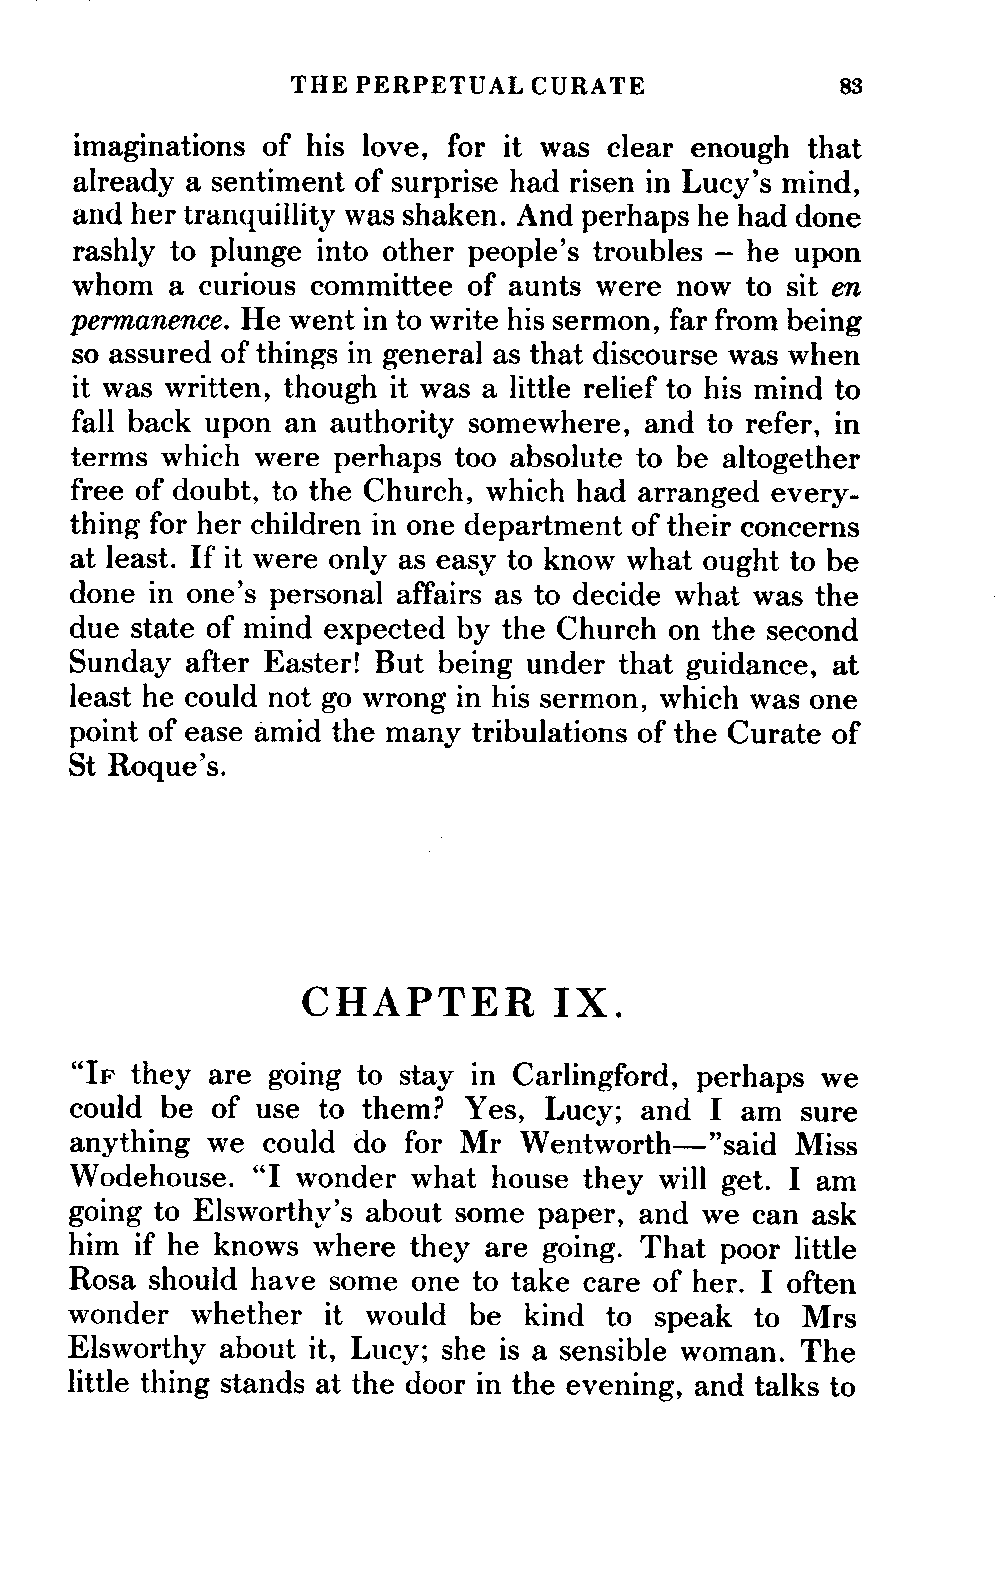 THE PERPETUAL CURATE 83
imaginations of his love, for it was clear enough that
already a sentiment of surprise had risen in Lucy's mind,
and her tranquillity was shaken. And perhaps he had done
rashly to plunge into other people's troubles – he upon
whom a curious committee of aunts were now to sit en
permanence. He went in to write his sermon, far from being
so assured of things in general as that discourse was when
it was written, though it was a little relief to his mind to
fall back upon an authority somewhere, and to refer, in
terms which were perhaps too absolute to be altogether
free of doubt, to the Church, which had arranged every-
thing for her children in one department of their concerns
at least. If it were only as easy to know what ought to be
done in one's personal affairs as to decide what was the
due state of mind expected by the Church on the second
Sunday after Easter! But being under that guidance, at
least he could not go wrong in his sermon, which was one
point of ease amid the many tribulations of the Curate of
St Roque's.
CHAPTER IX.
“IF they are going to stay in Carlingford, perhaps we
could be of use to them? Yes, Lucy; and I am sure
anything we could do for Mr Wentworth—”said Miss
Wodehouse. “I wonder what house they will get. I am
going to Elsworthy's about some paper, and we can ask
him if he knows where they are going. That poor little
Rosa should have some one to take care of her. I often
wonder whether it would be kind to speak to Mrs
Elsworthy about it, Lucy; she is a sensible woman. The
little thing stands at the door in the evening, and talks to